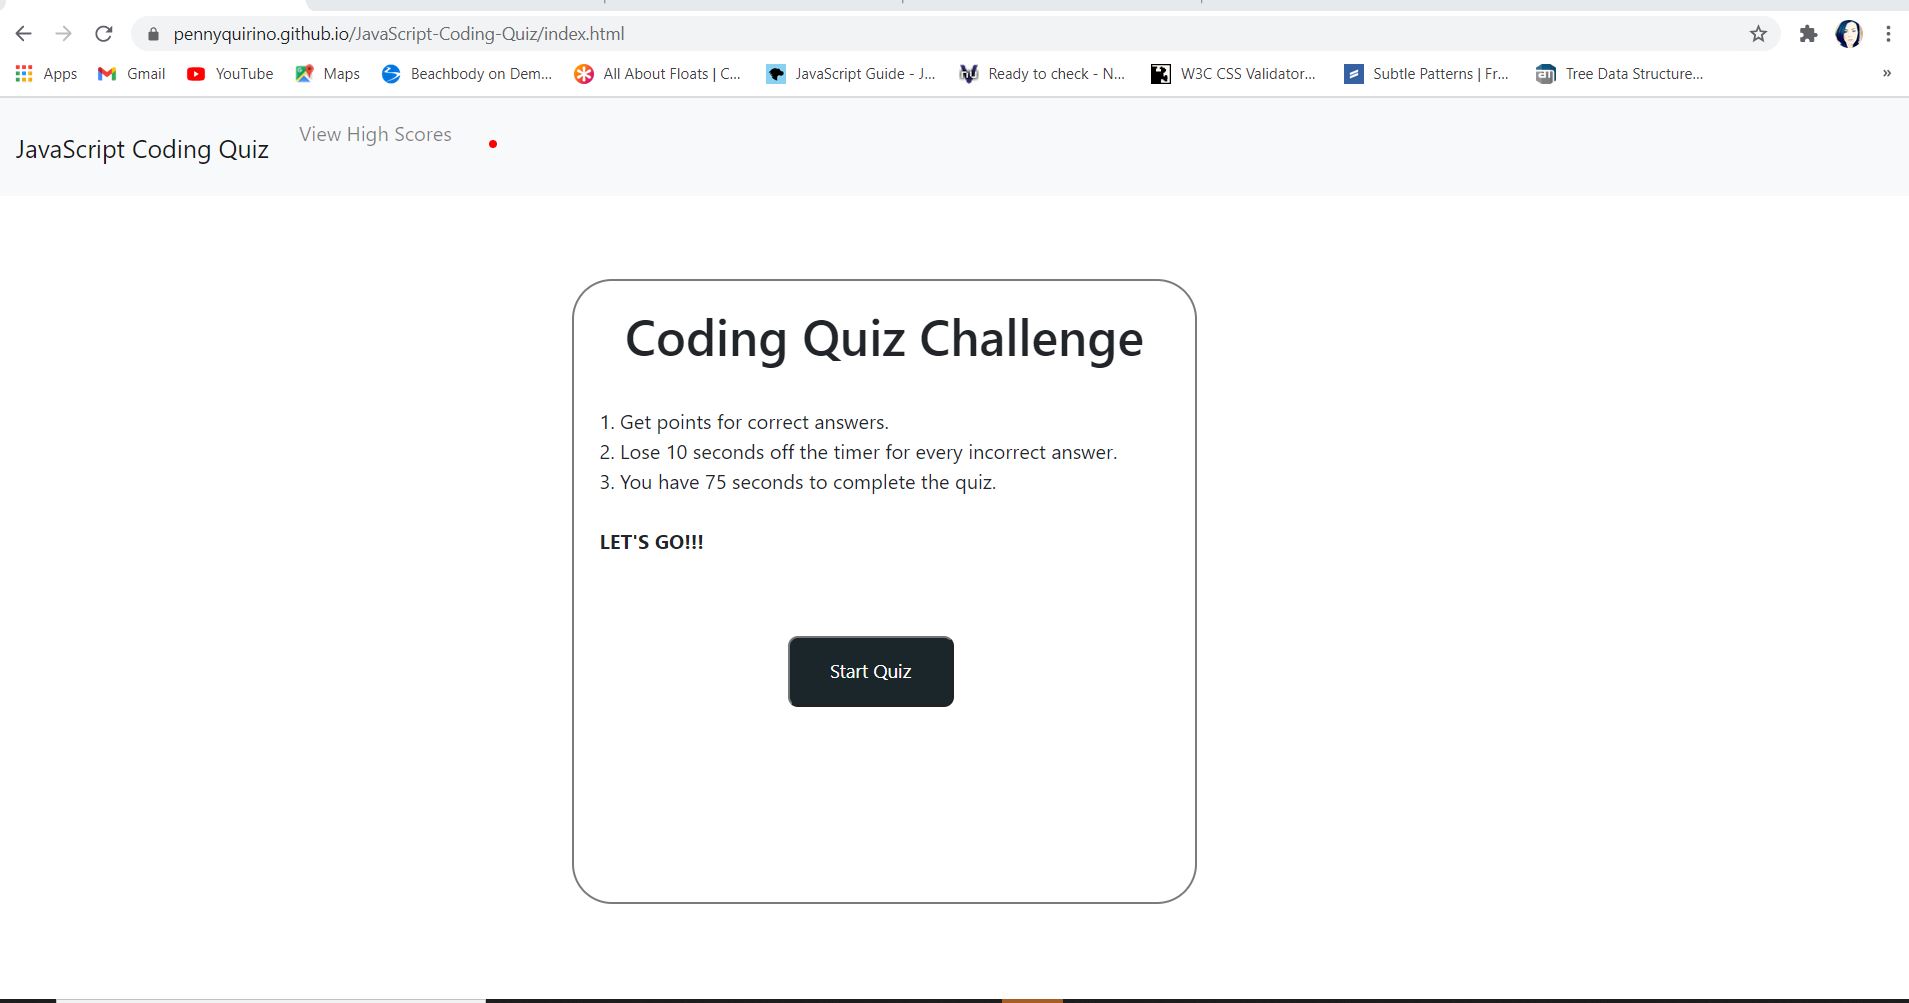 pennyquirino.github.io/JavaScript-Coding-Quiz/index.html
Apps Gmail YouTube Maps Beachbody on Dem... All About Floats | C... JavaScript Guide - J... Ready to check - N... W3C CSS Validator... Subtle Patterns | Fr... Tree Data Structure... »
JavaScript Coding Quiz View High Scores
Coding Quiz Challenge
1. Get points for correct answers.
2. Lose 10 seconds off the timer for every incorrect answer.
3. You have 75 seconds to complete the quiz.
LET'S GO!!!
Start Quiz